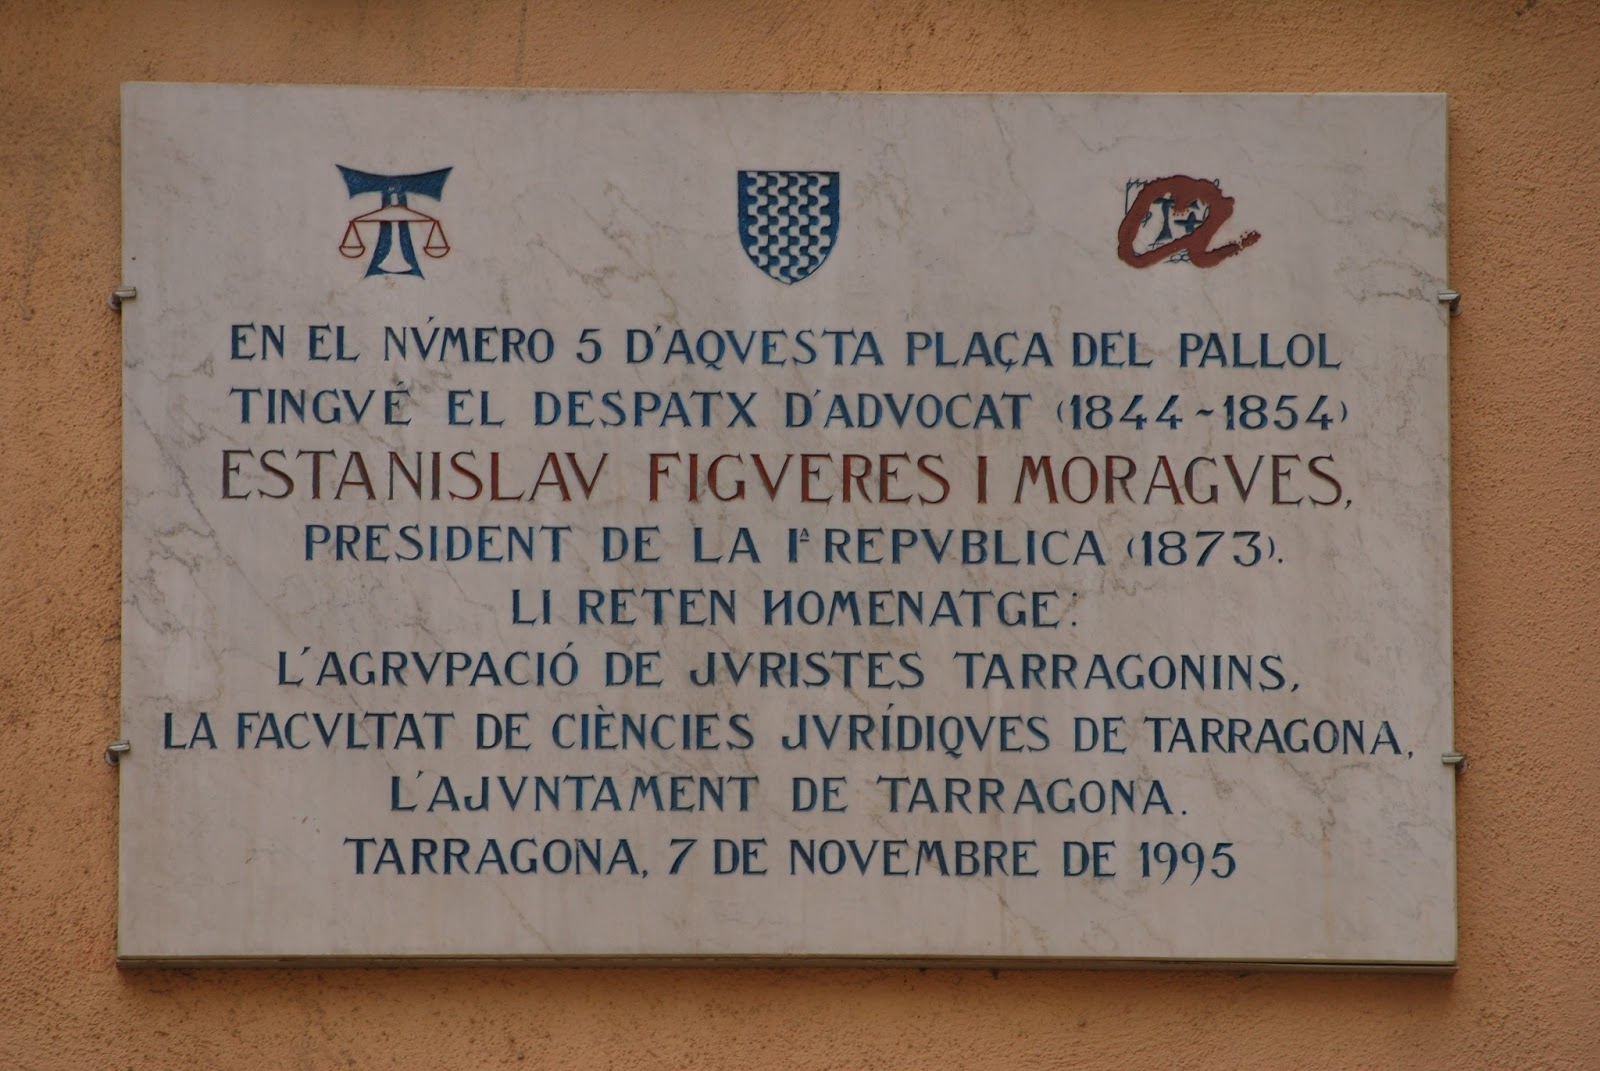 EN EL NÚMERO 5 D'AQVESTA PLAÇA DEL PALLOL
TINGVÉ EL DESPATX D'ADVOCAT (1844~1854)
ESTANISLAV FIGVERES I MORAGVES,
PRESIDENT DE LA Iª REPVBLICA (1873).
LI RETEN HOMENATGE:
L'AGRVPACIÓ DE JVRISTES TARRAGONINS,
LA FACVLTAT DE CIÈNCIES JVRÍDIQVES DE TARRAGONA,
L'AJVNTAMENT DE TARRAGONA.
TARRAGONA, 7 DE NOVEMBRE DE 1995